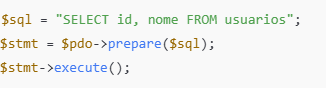 $sql = "SELECT id, nome FROM usuarios";
$stmt = $pdo->prepare($sql);
$stmt->execute();